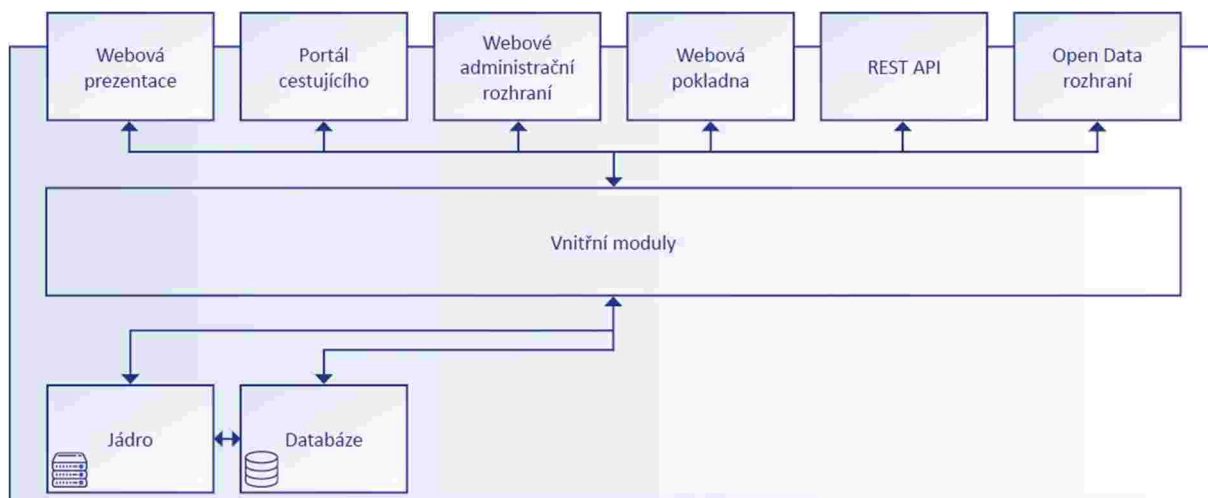 Webová
prezentace
Portál
cestujícího
Webové
administrační
rozhraní
Webová
pokladna
REST API
Open Data
rozhraní
Vnitřní moduly
Jádro
Databáze